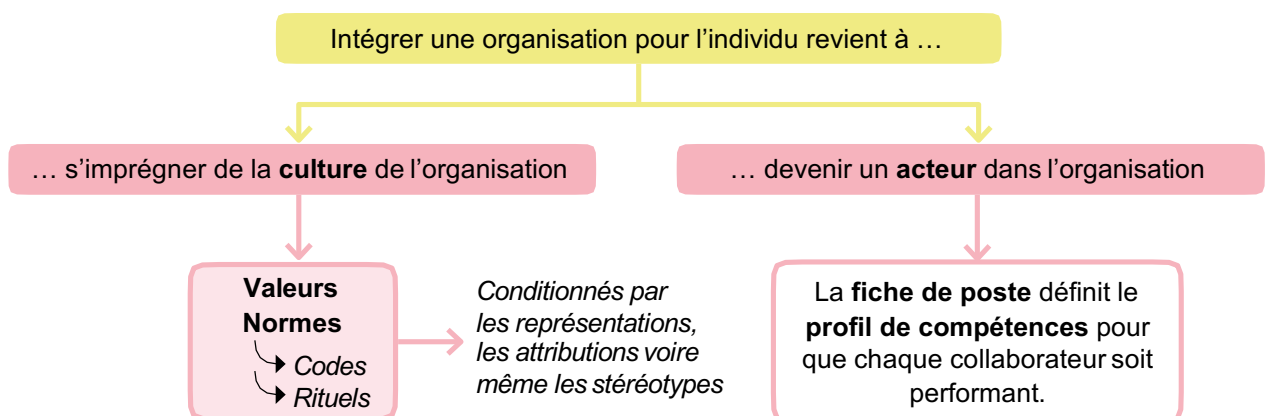 Intégrer une organisation pour l’individu revient à …
… s’imprégner de la culture de l’organisation
… devenir un acteur dans l’organisation
Valeurs
Normes
Codes
Rituels
Conditionnés par
les représentations,
les attributions voire
même les stéréotypes
La fiche de poste définit le
profil de compétences pour
que chaque collaborateur soit
performant.